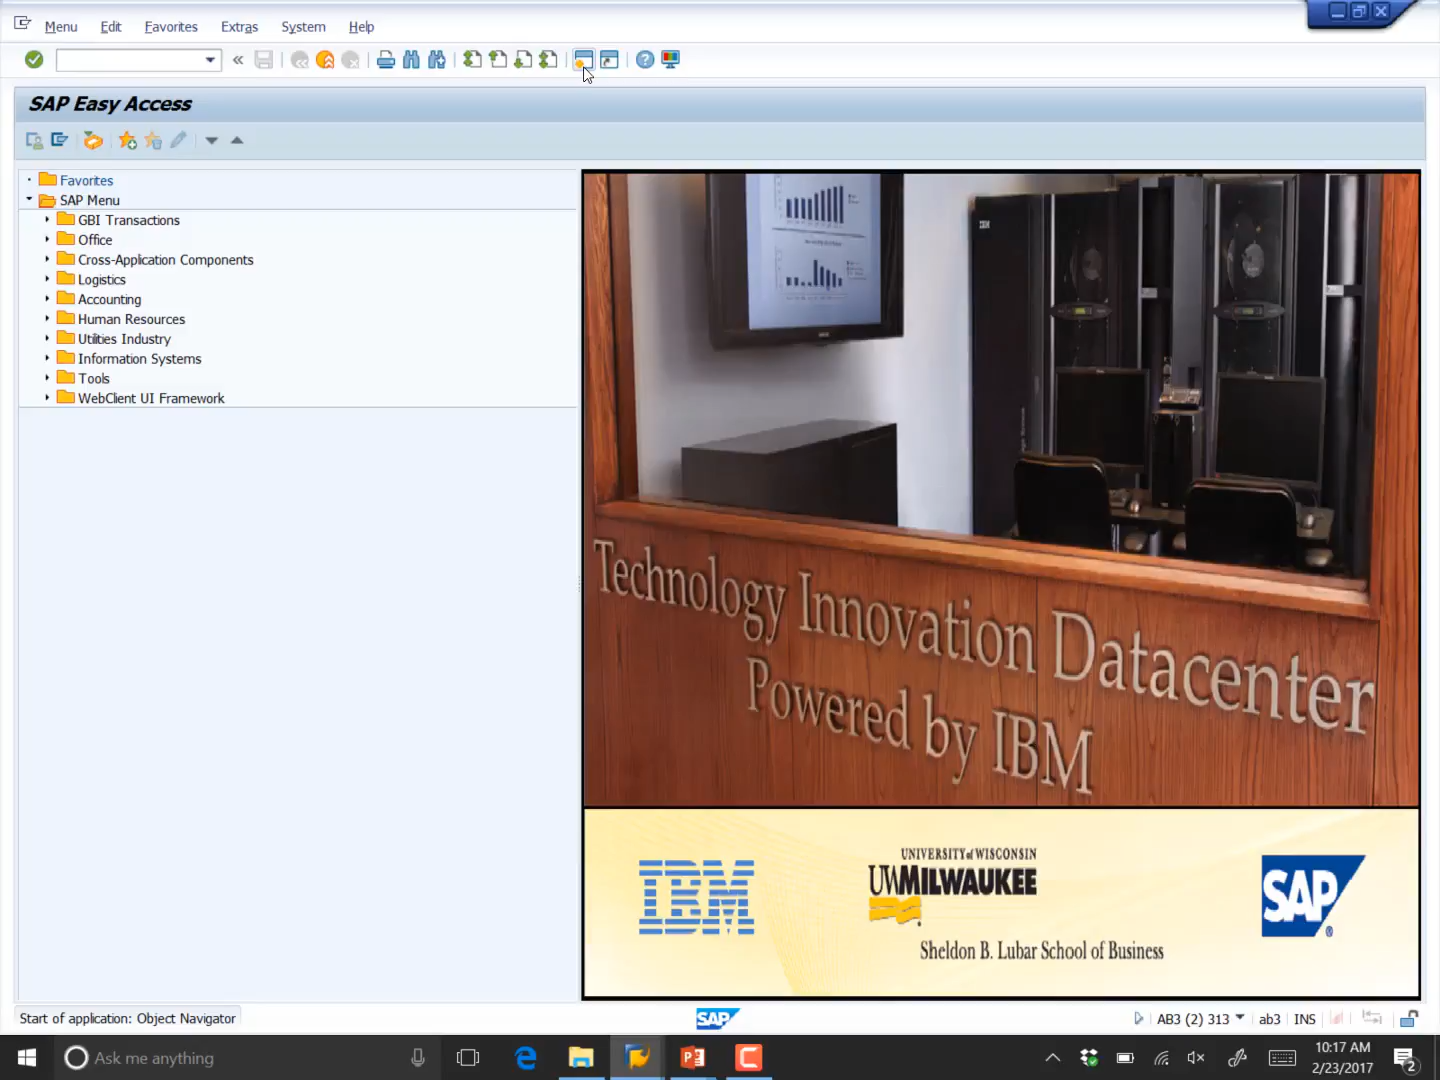 Menu Edit Favorites Extras System Help
SAP Easy Access
Favorites
SAP Menu
GBI Transactions
Office
Cross-Application Components
Logistics
Accounting
Human Resources
Utilities Industry
Information Systems
Tools
WebClient UI Framework
IBM
Technology Innovation Datacenter
Powered by IBM
IBM
UNIVERSITY of WISCONSIN
UWMILWAUKEE
Sheldon B. Lubar School of Business
SAP
Start of application: Object Navigator
SAP
AB3 (2) 313 ab3 INS
Ask me anything
10:17 AM
2/23/2017
2